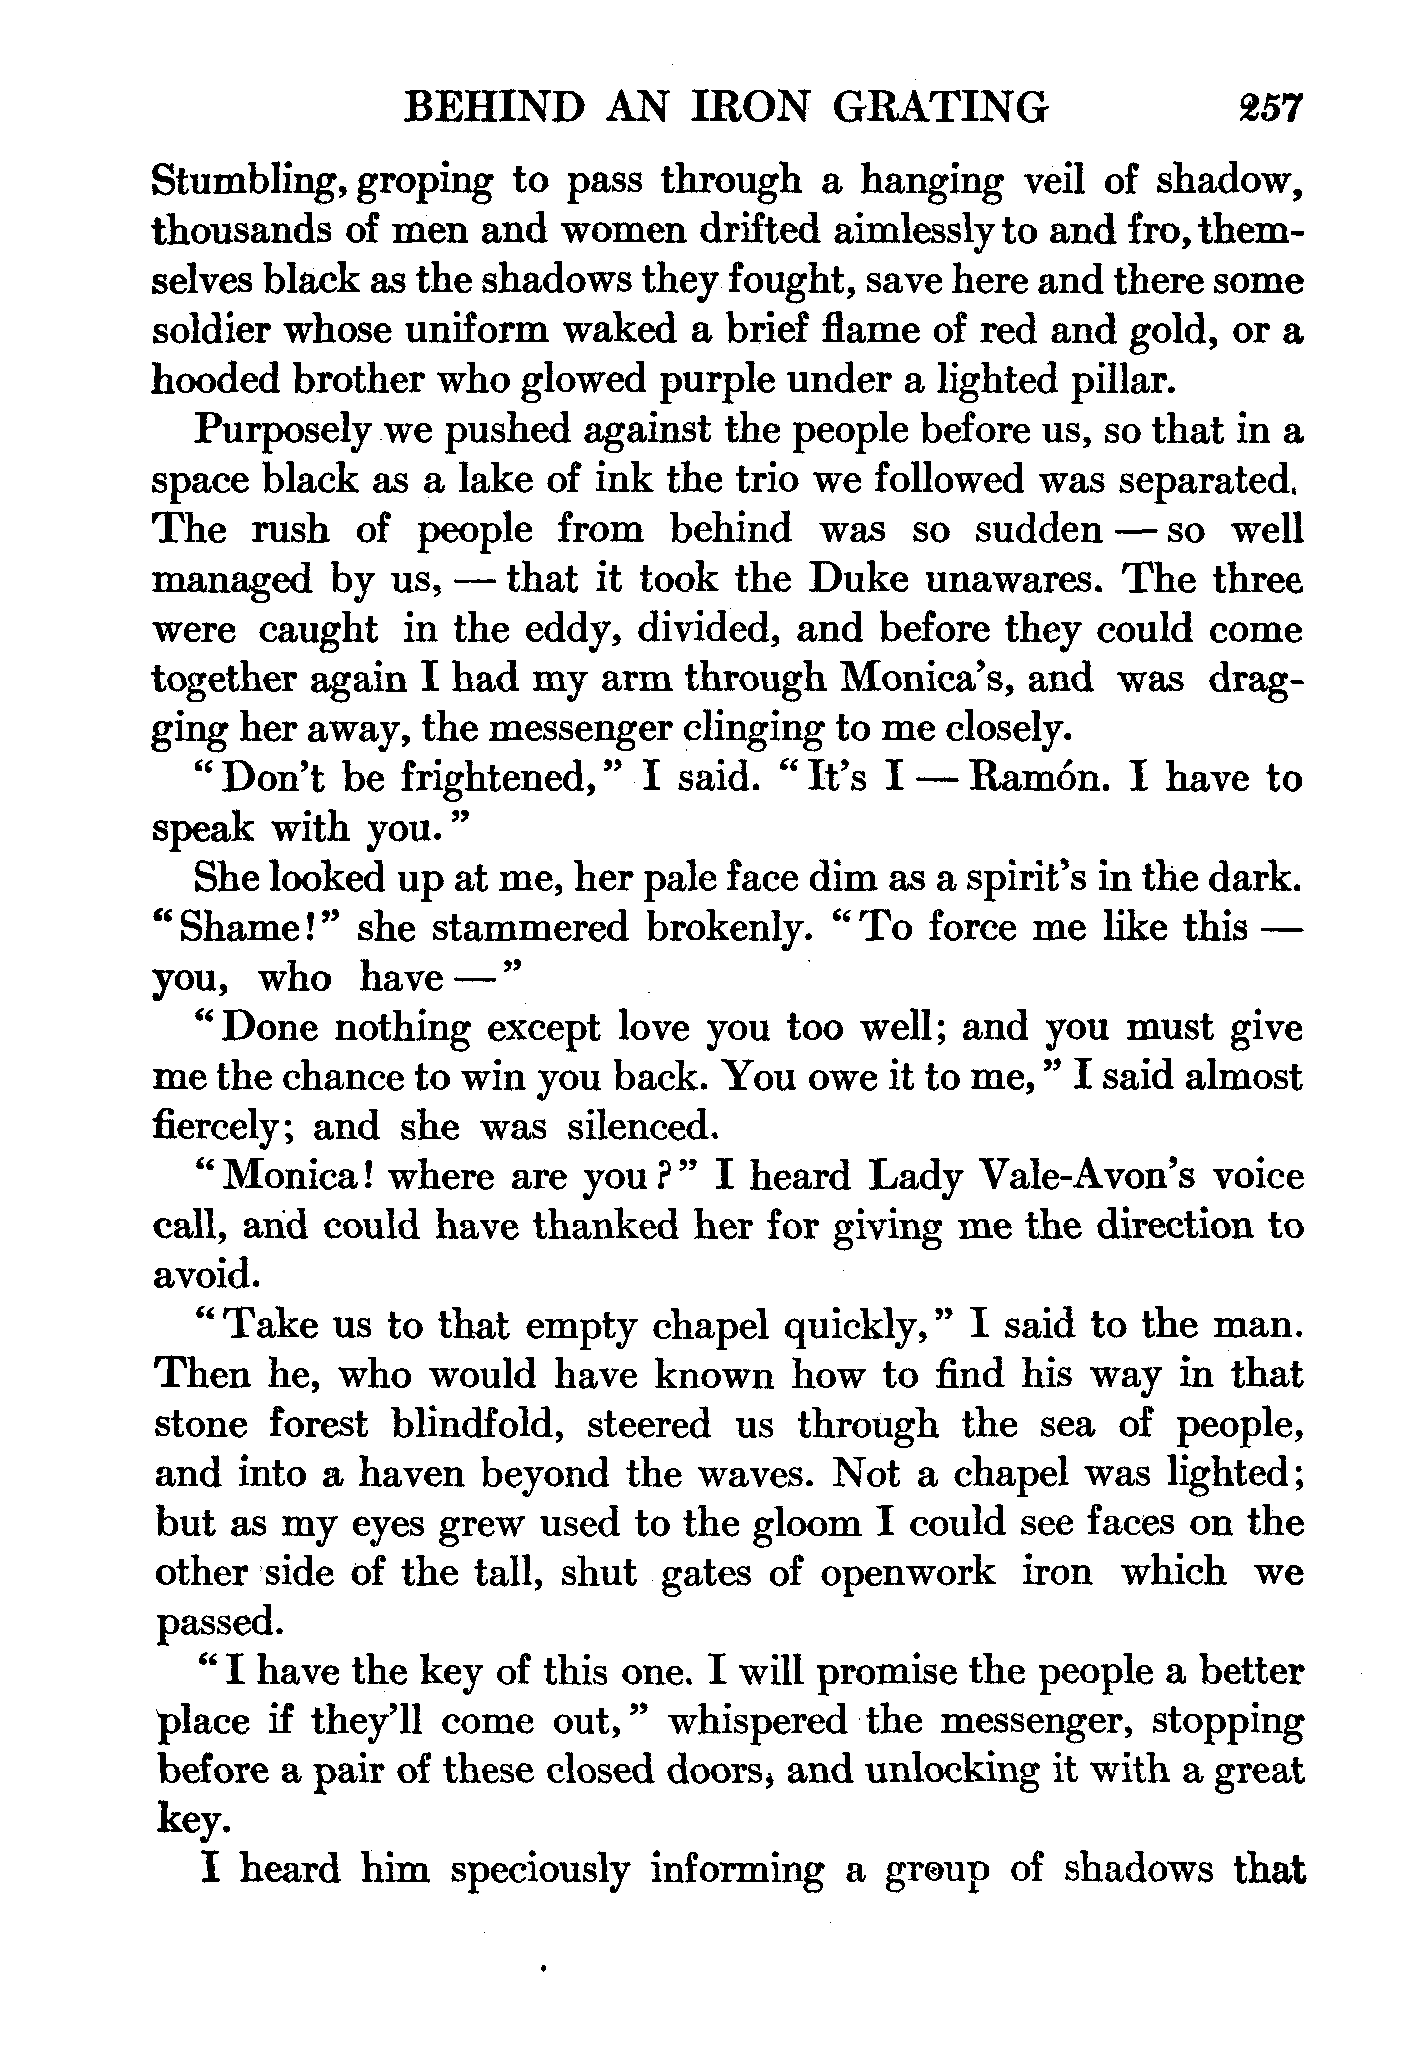 BEHIND AN IRON GRATING 257
Stumbling, groping to pass through a hanging veil of shadow,
thousands of men and women drifted aimlessly to and fro, them-
selves black as the shadows they fought, save here and there some
soldier whose uniform waked a brief flame of red and gold, or a
hooded brother who glowed purple under a lighted pillar.
Purposely we pushed against the people before us, so that in a
space black as a lake of ink the trio we followed was separated.
The rush of people from behind was so sudden — so well
managed by us, — that it took the Duke unawares. The three
were caught in the eddy, divided, and before they could come
together again I had my arm through Monica's, and was drag-
ging her away, the messenger clinging to me closely.
"Don't be frightened," I said. "It's I — Ramón. I have to
speak with you."
She looked up at me, her pale face dim as a spirit's in the dark.
"Shame!" she stammered brokenly. "To force me like this —
you, who have —"
"Done nothing except love you too well; and you must give
me the chance to win you back. You owe it to me," I said almost
fiercely; and she was silenced.
"Monica! where are you?" I heard Lady Vale-Avon's voice
call, and could have thanked her for giving me the direction to
avoid.
"Take us to that empty chapel quickly," I said to the man.
Then he, who would have known how to find his way in that
stone forest blindfold, steered us through the sea of people,
and into a haven beyond the waves. Not a chapel was lighted;
but as my eyes grew used to the gloom I could see faces on the
other side of the tall, shut gates of openwork iron which we
passed.
"I have the key of this one. I will promise the people a better
place if they'll come out," whispered the messenger, stopping
before a pair of these closed doors, and unlocking it with a great
key.
I heard him speciously informing a group of shadows that